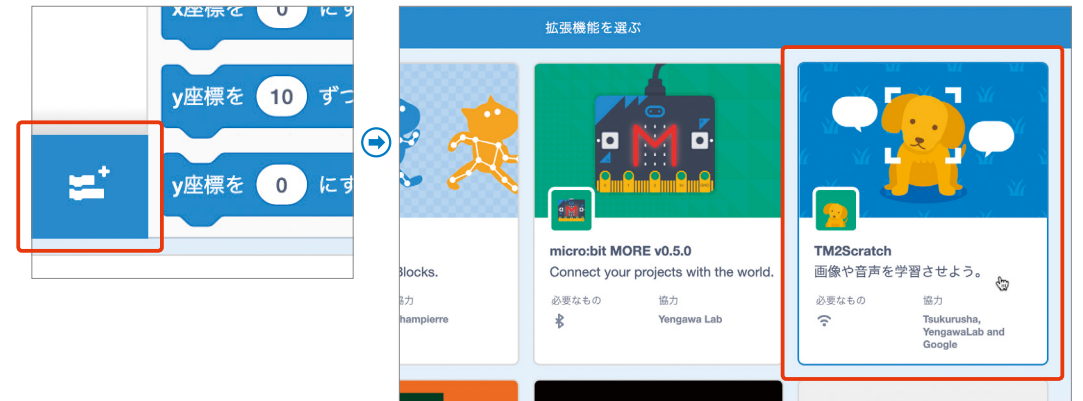 x座標を 0 にす
y座標を 10 ずつ
y座標を 0 にす
拡張機能を選ぶ
Blocks.
協力
hampierre
M
micro:bit MORE v0.5.0
Connect your projects with the world.
必要なもの 協力
Yengawa Lab
TM2Scratch
画像や音声を学習させよう。
必要なもの 協力
Tsukurusha,
YengawaLab and
Google